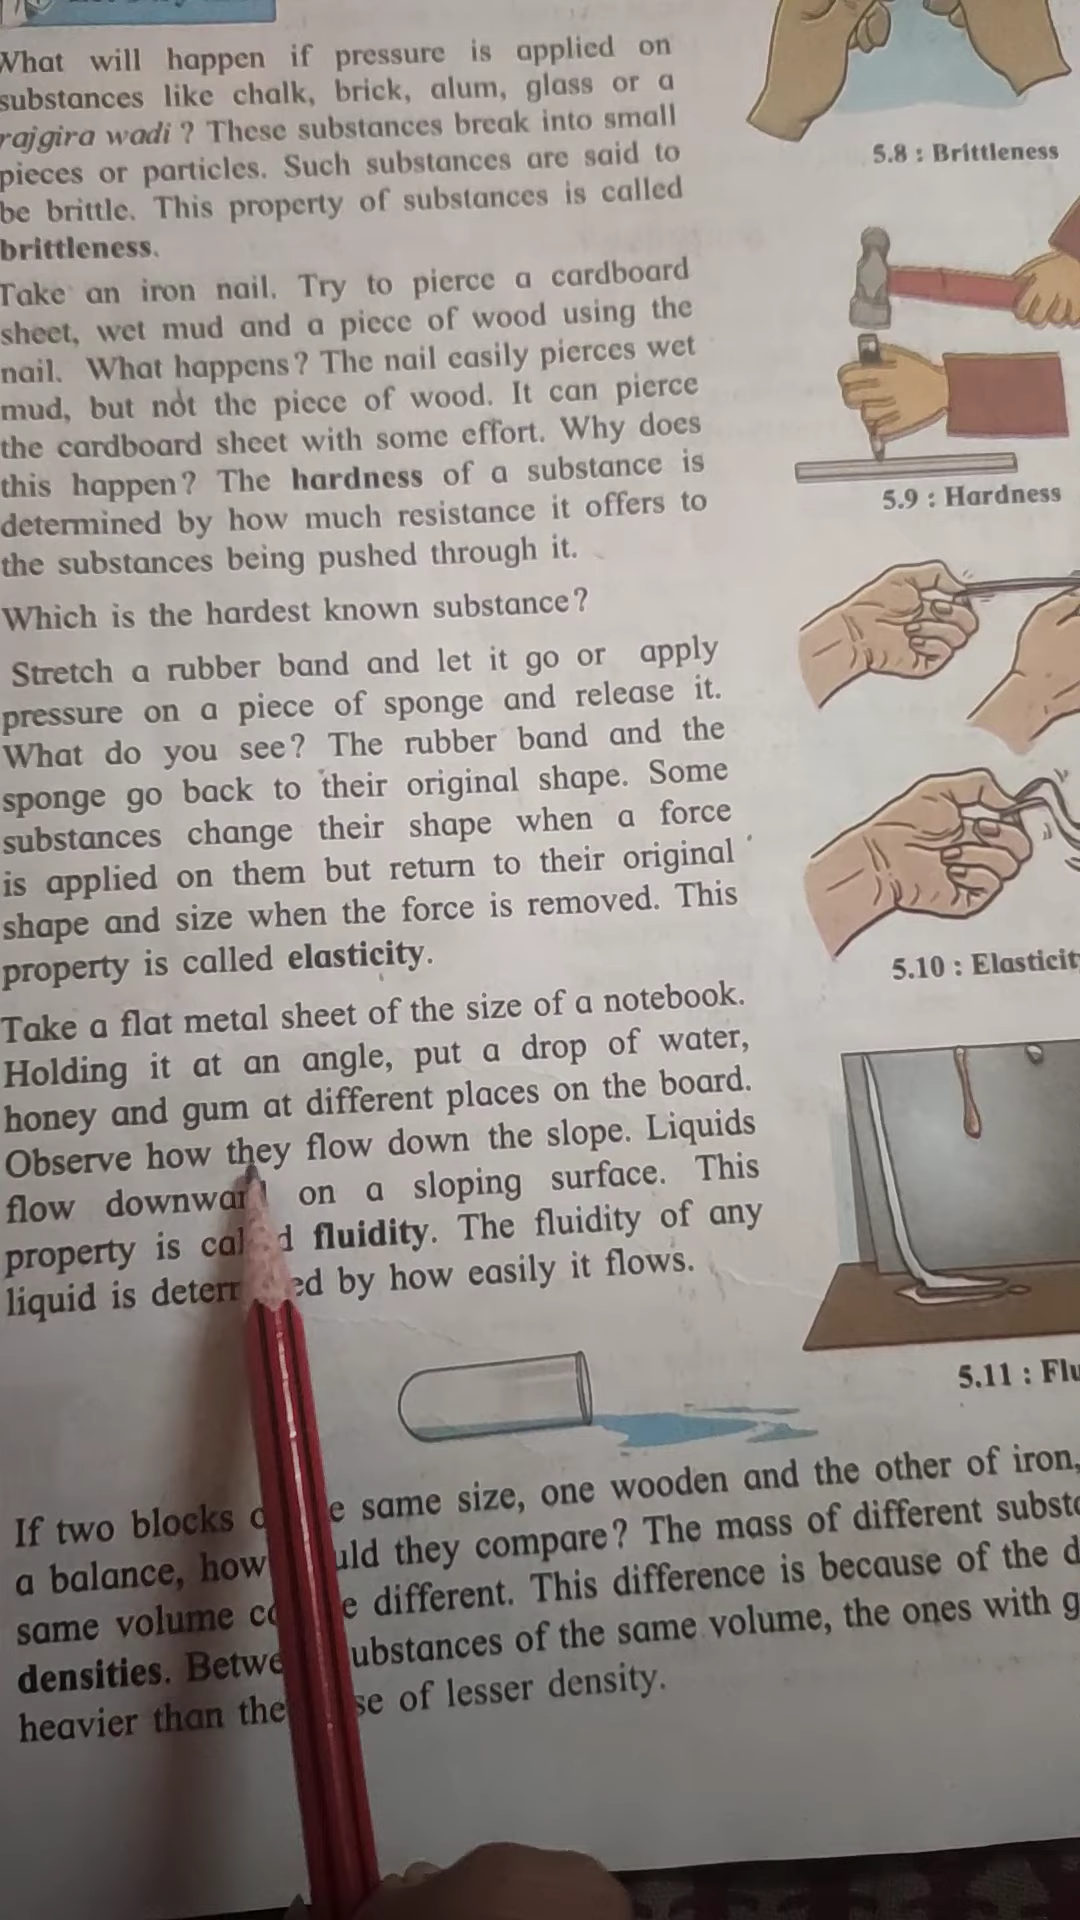 What will happen if pressure is applied on
substances like chalk, brick, alum, glass or a
rajgira wadi ? These substances break into small
pieces or particles. Such substances are said to
be brittle. This property of substances is called
brittleness.
Take an iron nail. Try to pierce a cardboard
sheet, wet mud and a piece of wood using the
nail. What happens? The nail easily pierces wet
mud, but not the piece of wood. It can pierce
the cardboard sheet with some effort. Why does
this happen? The hardness of a substance is
determined by how much resistance it offers to
the substances being pushed through it.
Which is the hardest known substance?
Stretch a rubber band and let it go or apply
pressure on a piece of sponge and release it.
What do you see? The rubber band and the
sponge go back to their original shape. Some
substances change their shape when a force
is applied on them but return to their original
shape and size when the force is removed. This
property is called elasticity.
Take a flat metal sheet of the size of a notebook.
Holding it at an angle, put a drop of water,
honey and gum at different places on the board.
Observe how they flow down the slope. Liquids
flow downward on a sloping surface. This
property is called fluidity. The fluidity of any
liquid is by how easily it flows.
5.8 : Brittleness
5.9 : Hardness
5.10 : Elasticit
5.11 : Flu
If two blocks same size, one wooden and the other of iron,
a balance, how they compare? The mass of different
same volume different. This difference is because of the
densities. substances of the same volume, the ones with
heavier than of lesser density.